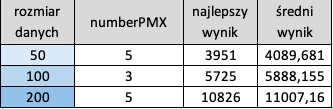 rozmiar danych numberPMX najlepszy wynik średni wynik
50 5 3951 4089,681
100 3 5725 5888,155
200 5 10826 11007,16